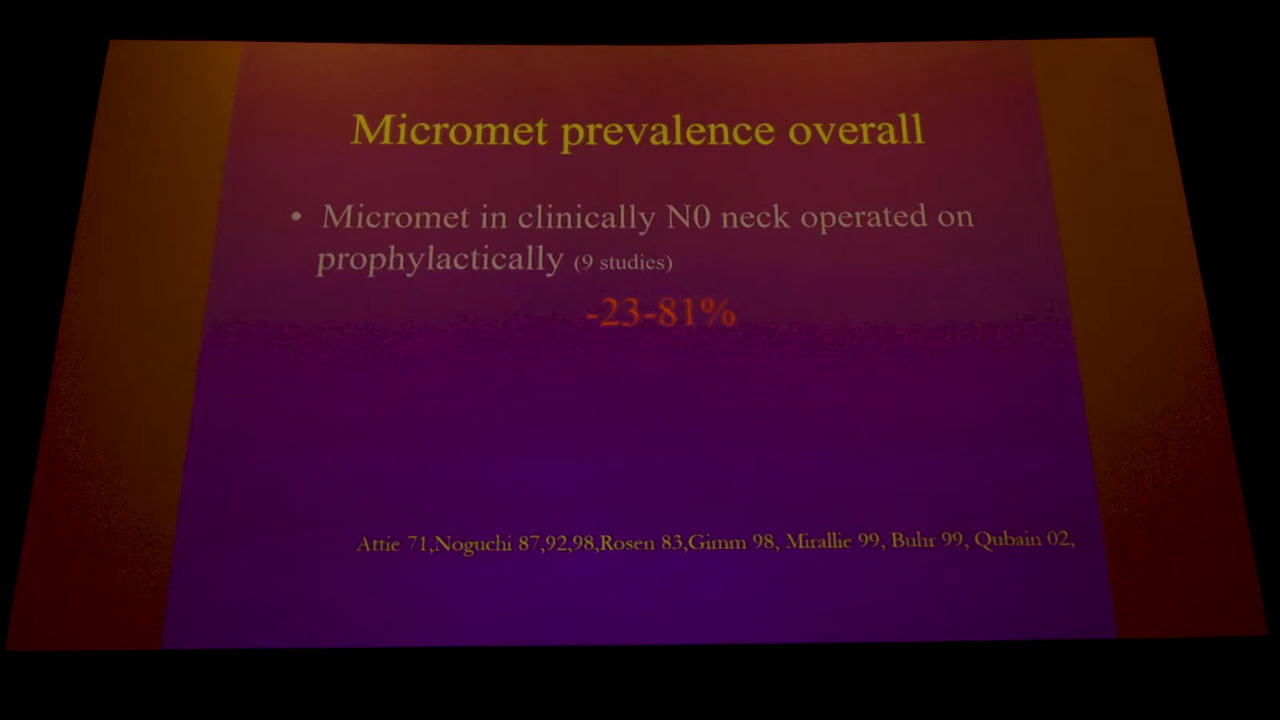 Micromet prevalence overall
• Micromet in clinically N0 neck operated on
prophylactically (9 studies)
-23-81%
Attie 71,Noguchi 87,92,98,Rosen 83,Gimm 98, Mirallie 99, Buhr 99, Qubain 02,